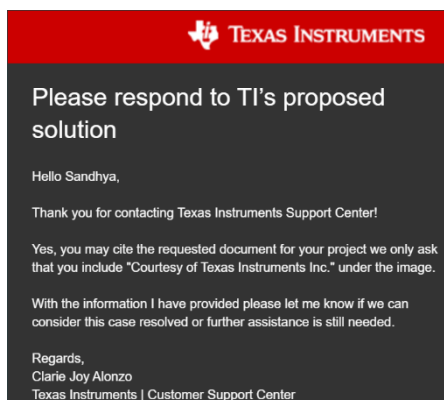 TEXAS INSTRUMENTS
Please respond to TI's proposed
solution
Hello Sandhya,
Thank you for contacting Texas Instruments Support Center!
Yes, you may cite the requested document for your project we only ask
that you include "Courtesy of Texas Instruments Inc." under the image.
With the information I have provided please let me know if we can
consider this case resolved or further assistance is still needed.
Regards,
Clarie Joy Alonzo
Texas Instruments | Customer Support Center